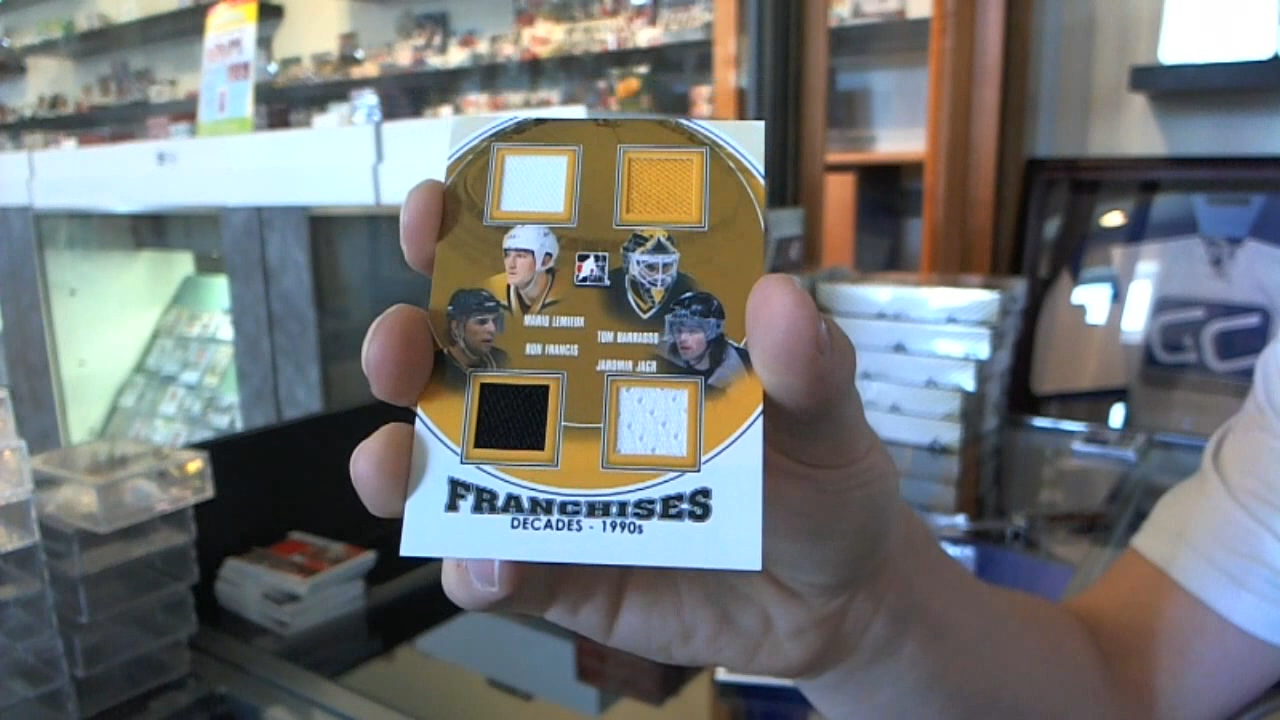 MARIO LEMIEUX
TOM BARRASSO
RON FRANCIS
JAROMIR JAGR
FRANCHISES
DECADES - 1990s